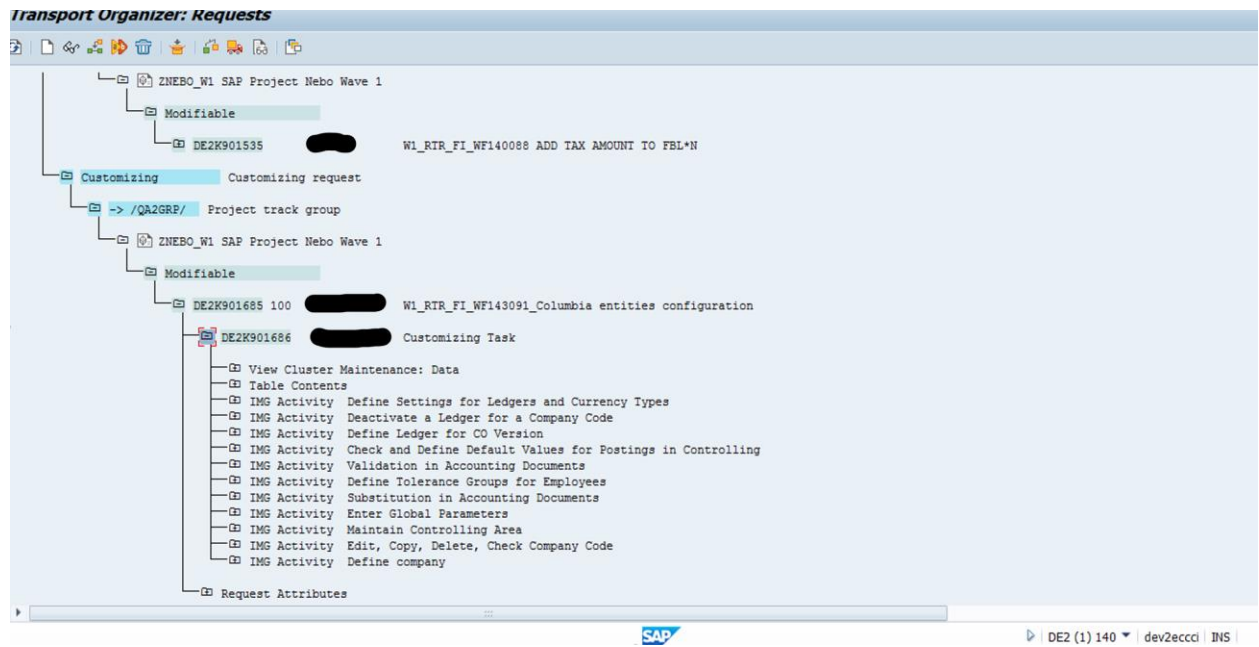 Transport Organizer: Requests
ZNEBO_W1 SAP Project Nebo Wave 1
Modifiable
DE2K901535 W1_RTR_FI_WF140088 ADD TAX AMOUNT TO FBL*N
Customizing Customizing request
-> /QA2GRP/ Project track group
ZNEBO_W1 SAP Project Nebo Wave 1
Modifiable
DE2K901685 100 W1_RTR_FI_WF143091_Columbia entities configuration
DE2K901686 Customizing Task
View Cluster Maintenance: Data
Table Contents
IMG Activity Define Settings for Ledgers and Currency Types
IMG Activity Deactivate a Ledger for a Company Code
IMG Activity Define Ledger for CO Version
IMG Activity Check and Define Default Values for Postings in Controlling
IMG Activity Validation in Accounting Documents
IMG Activity Define Tolerance Groups for Employees
IMG Activity Substitution in Accounting Documents
IMG Activity Enter Global Parameters
IMG Activity Maintain Controlling Area
IMG Activity Edit, Copy, Delete, Check Company Code
IMG Activity Define company
Request Attributes
SAP DE2 (1) 140 dev2eccci INS